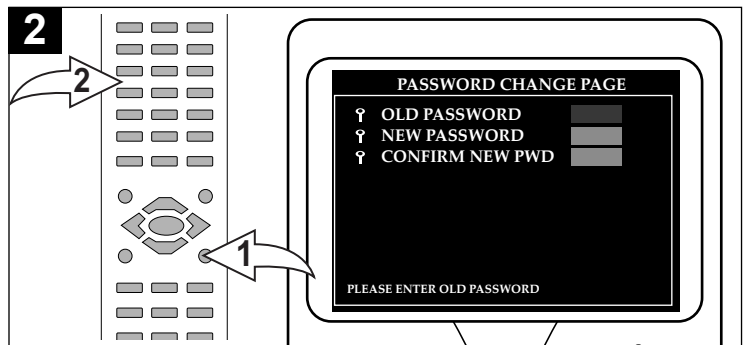 2
2
1
PASSWORD CHANGE PAGE
OLD PASSWORD
NEW PASSWORD
CONFIRM NEW PWD
PLEASE ENTER OLD PASSWORD